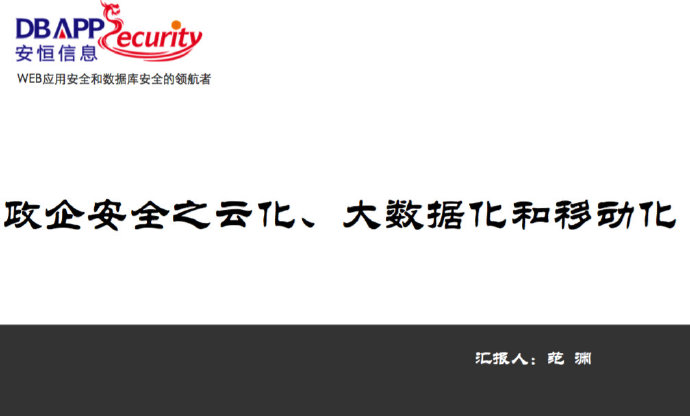 DBAPPSecurity
安恒信息
WEB应用安全和数据库安全的领航者
政企安全之云化、大数据化和移动化
汇报人：范 渊